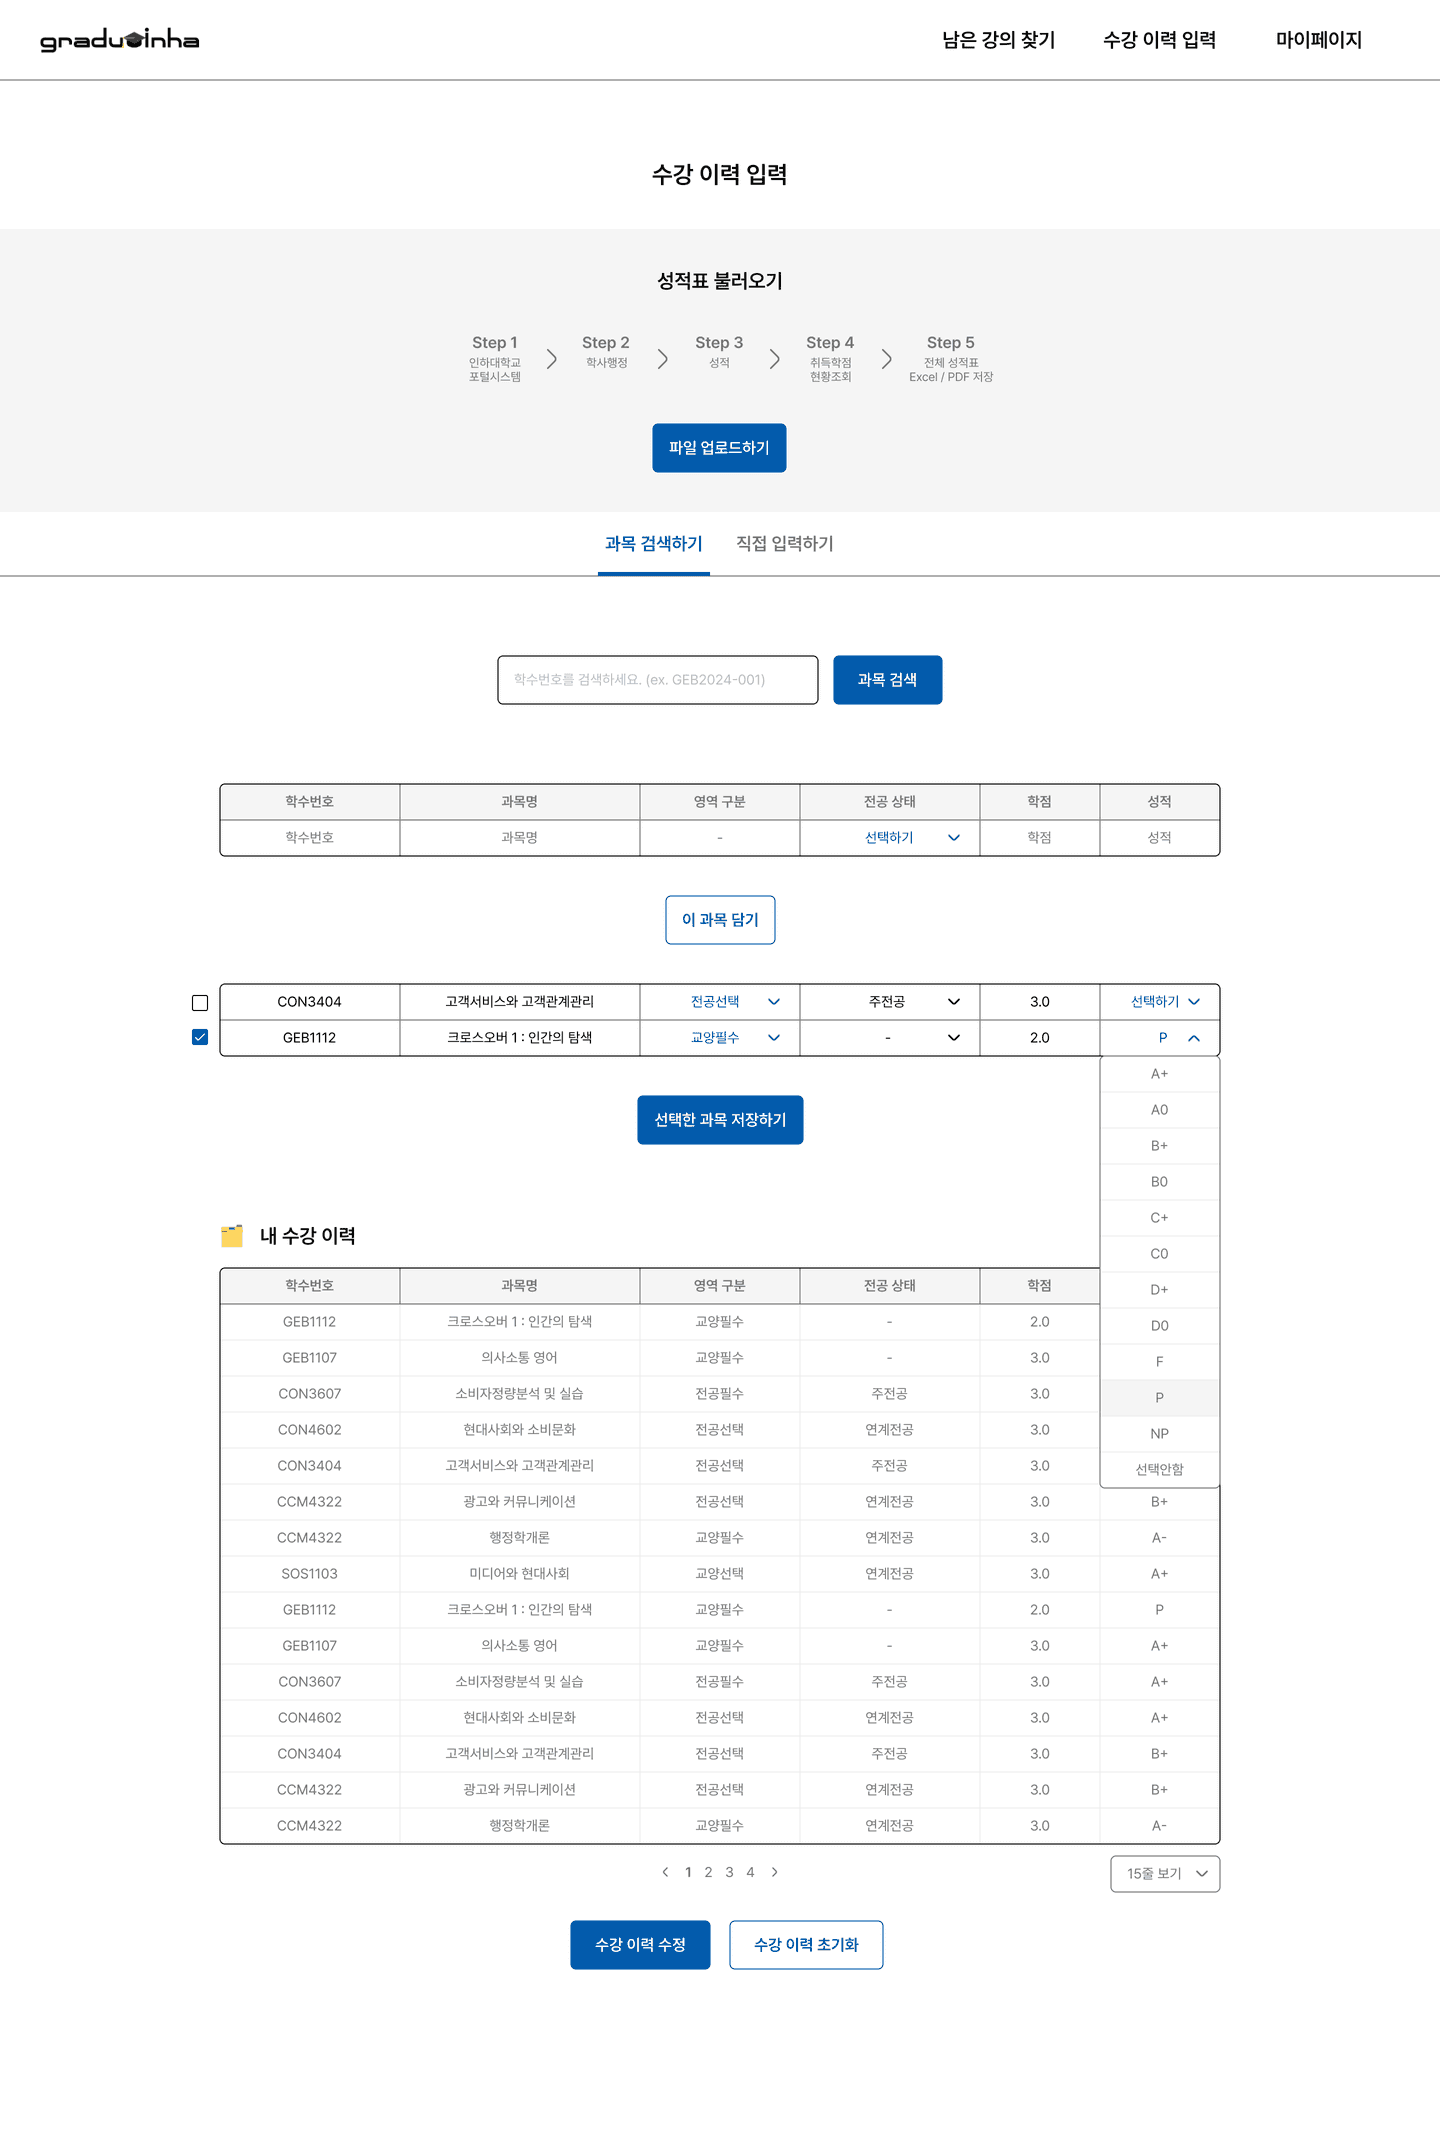 graduinha
남은 강의 찾기 수강 이력 입력 마이페이지
수강 이력 입력
성적표 불러오기
Step 1 Step 2 Step 3 Step 4 Step 5
인하대학교 학사행정 성적 취득학점 전체 성적표
포털시스템 현황조회 Excel / PDF 저장
파일 업로드하기
과목 검색하기 직접 입력하기
학수번호를 검색하세요. (ex. GEB2024-001) 과목 검색
학수번호 과목명 영역 구분 전공 상태 학점 성적
학수번호 과목명 - 선택하기 학점 성적
이 과목 담기
CON3404 고객서비스와 고객관계관리 전공선택 주전공 3.0 선택하기
GEB1112 크로스오버 1 : 인간의 탐색 교양필수 - 2.0 P
A+
A0
B+
B0
C+
C0
D+
D0
F
P
NP
선택안함
선택한 과목 저장하기
내 수강 이력
학수번호 과목명 영역 구분 전공 상태 학점
GEB1112 크로스오버 1 : 인간의 탐색 교양필수 - 2.0
GEB1107 의사소통 영어 교양필수 - 3.0
CON3607 소비자정량분석 및 실습 전공필수 주전공 3.0
CON4602 현대사회와 소비문화 전공선택 연계전공 3.0
CON3404 고객서비스와 고객관계관리 전공선택 주전공 3.0
CCM4322 광고와 커뮤니케이션 전공선택 연계전공 3.0 B+
CCM4322 행정학개론 교양필수 연계전공 3.0 A-
SOS1103 미디어와 현대사회 교양선택 연계전공 3.0 A+
GEB1112 크로스오버 1 : 인간의 탐색 교양필수 - 2.0 P
GEB1107 의사소통 영어 교양필수 - 3.0 A+
CON3607 소비자정량분석 및 실습 전공필수 주전공 3.0 A+
CON4602 현대사회와 소비문화 전공선택 연계전공 3.0 A+
CON3404 고객서비스와 고객관계관리 전공선택 주전공 3.0 B+
CCM4322 광고와 커뮤니케이션 전공선택 연계전공 3.0 B+
CCM4322 행정학개론 교양필수 연계전공 3.0 A-
1 2 3 4 15줄 보기
수강 이력 수정 수강 이력 초기화